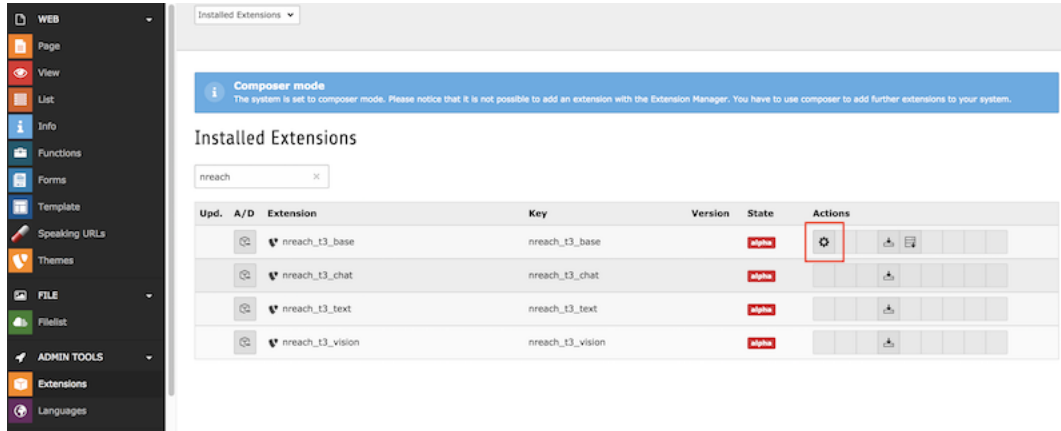 WEB
Page
View
List
Info
Functions
Forms
Template
Speaking URLs
Themes
FILE
Filelist
ADMIN TOOLS
Extensions
Languages
Installed Extensions
Composer mode
The system is set to composer mode. Please notice that it is not possible to add an extension with the Extension Manager. You have to use composer to add further extensions to your system.
Installed Extensions
nreach
Upd. A/D Extension Key Version State Actions
nreach_t3_base nreach_t3_base alpha
nreach_t3_chat nreach_t3_chat alpha
nreach_t3_text nreach_t3_text alpha
nreach_t3_vision nreach_t3_vision alpha